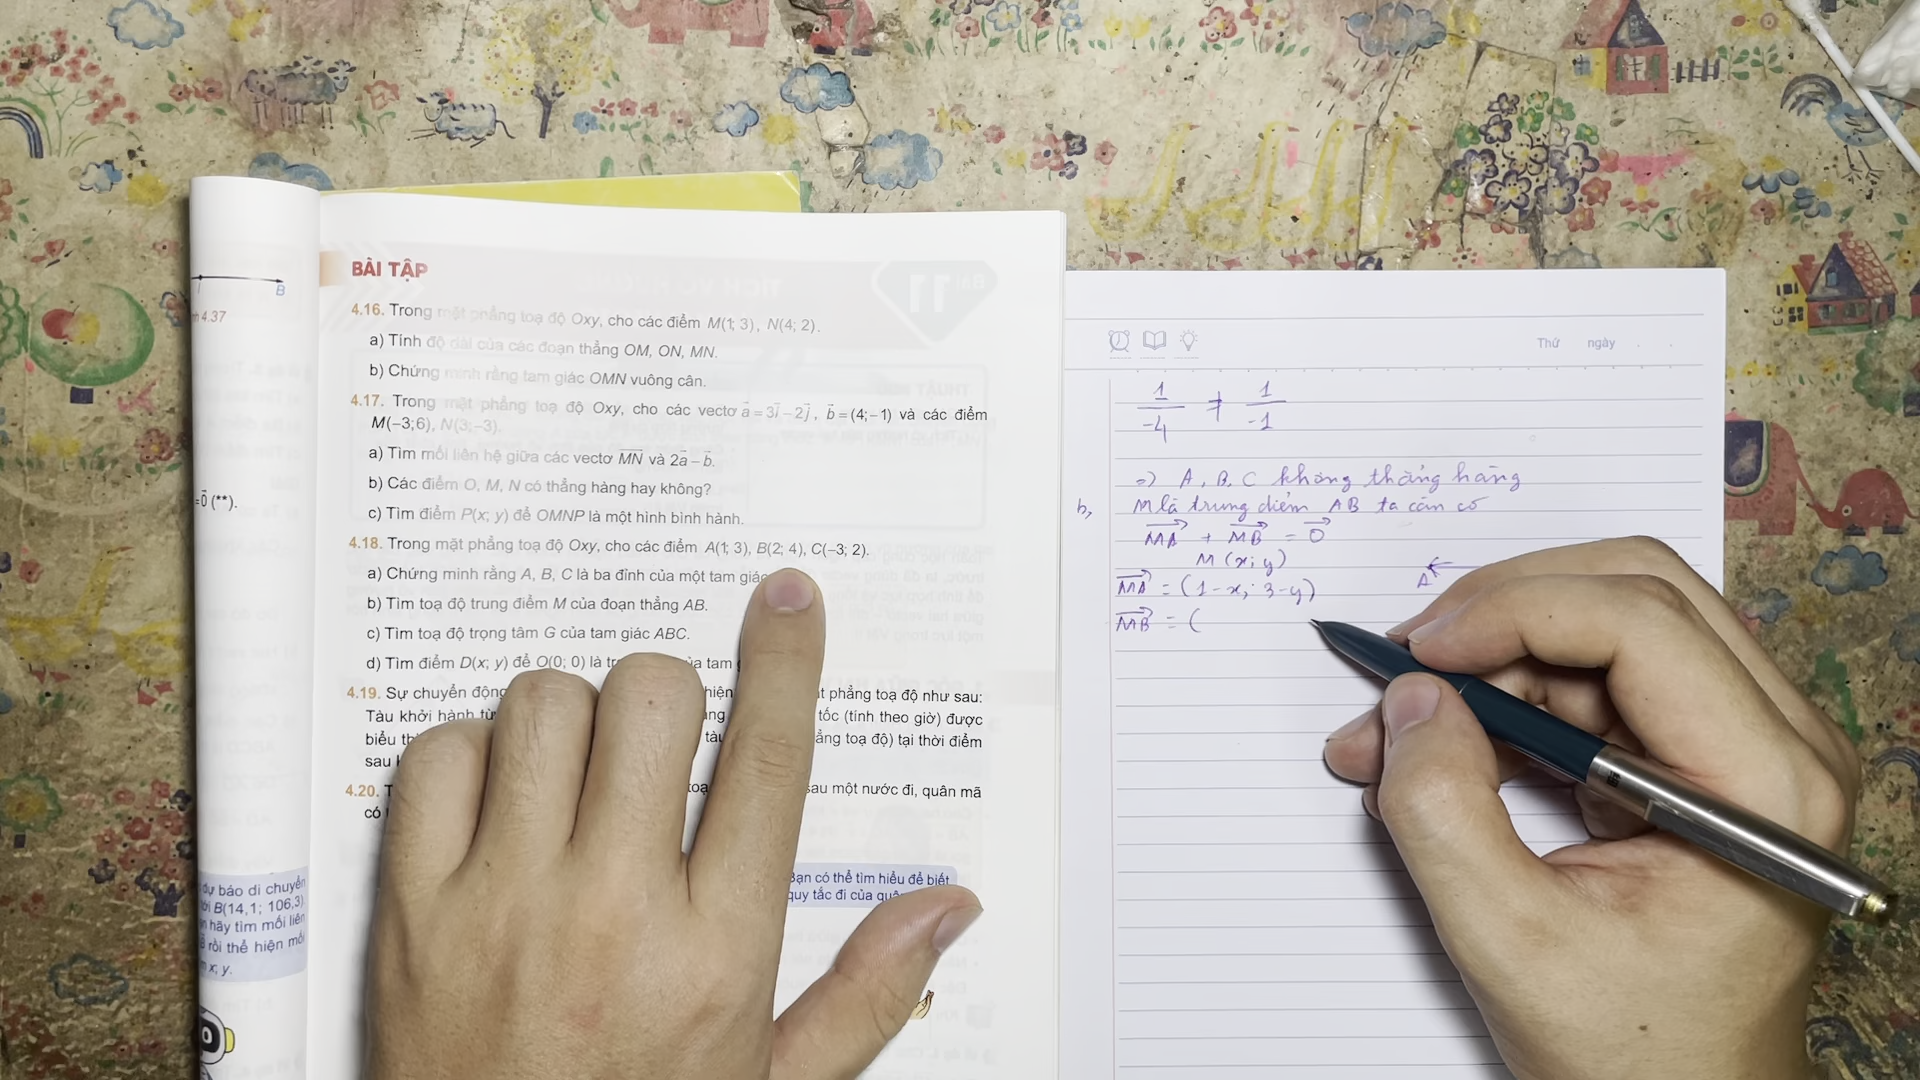 B
4.37
=0⃗ (**).
dự báo di chuyển
B(14,1; 106,3).
hãy tìm mối liên
rồi thể hiện mối
x; y.
BÀI TẬP
4.16. Trong mặt phẳng toạ độ Oxy, cho các điểm M(1; 3), N(4; 2).
a) Tính độ dài của các đoạn thẳng OM, ON, MN.
b) Chứng minh rằng tam giác OMN vuông cân.
4.17. Trong mặt phẳng toạ độ Oxy, cho các vectơ a⃗ = 3i⃗ – 2j⃗, b⃗ = (4; –1) và các điểm
M(–3; 6), N(3; –3).
a) Tìm mối liên hệ giữa các vectơ MN⃗ và 2a⃗ – b⃗.
b) Các điểm O, M, N có thẳng hàng hay không?
c) Tìm điểm P(x; y) để OMNP là một hình bình hành.
4.18. Trong mặt phẳng toạ độ Oxy, cho các điểm A(1; 3), B(2; 4), C(–3; 2).
a) Chứng minh rằng A, B, C là ba đỉnh của một tam giác
b) Tìm toạ độ trung điểm M của đoạn thẳng AB.
c) Tìm toạ độ trọng tâm G của tam giác ABC.
d) Tìm điểm D(x; y) để O(0; 0) là của tam
4.19. Sự chuyển động hiện phẳng toạ độ như sau:
Tàu khởi hành từ tốc (tính theo giờ) được
biểu tàu toạ độ) tại thời điểm
sau
4.20. sau một nước đi, quân mã
có
Bạn có thể tìm hiểu để biết
quy tắc đi của
Bài 11
Thứ ngày
1/-4 ≠ 1/-1
=> A, B, C không thẳng hàng
b, M là trung điểm AB ta cần có
MA⃗ + MB⃗ = 0⃗
M (x; y)
MA⃗ = (1-x; 3-y)
A
MB⃗ = (